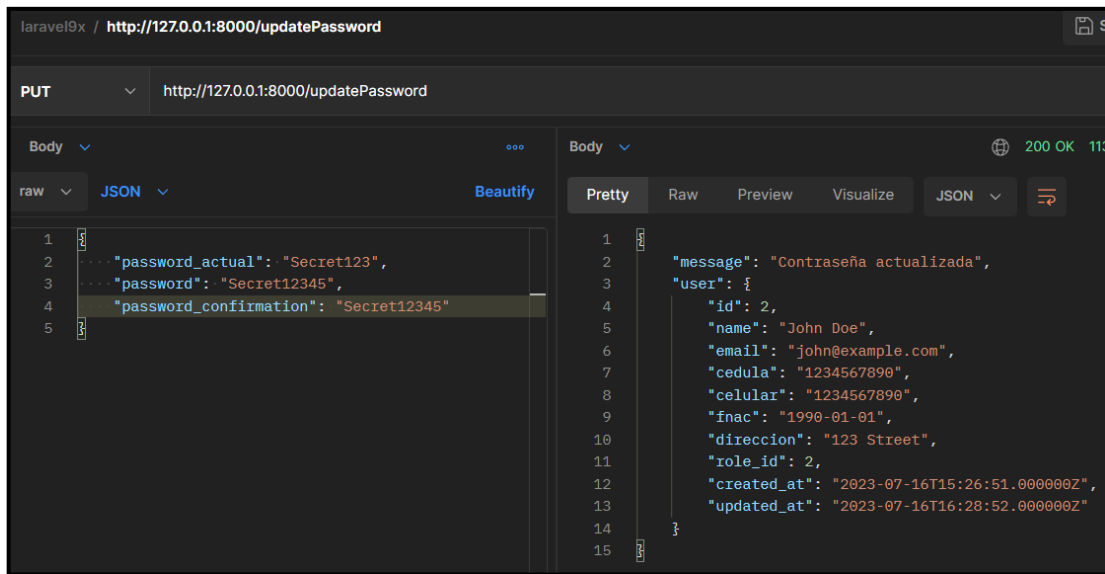 laravel9x / http://127.0.0.1:8000/updatePassword
PUT http://127.0.0.1:8000/updatePassword
Body
raw JSON Beautify
1 {
2 "password_actual": "Secret123",
3 "password": "Secret12345",
4 "password_confirmation": "Secret12345"
5 }
Body 200 OK
Pretty Raw Preview Visualize JSON
1 {
2 "message": "Contraseña actualizada",
3 "user": {
4 "id": 2,
5 "name": "John Doe",
6 "email": "john@example.com",
7 "cedula": "1234567890",
8 "celular": "1234567890",
9 "fnac": "1990-01-01",
10 "direccion": "123 Street",
11 "role_id": 2,
12 "created_at": "2023-07-16T15:26:51.000000Z",
13 "updated_at": "2023-07-16T16:28:52.000000Z"
14 }
15 }